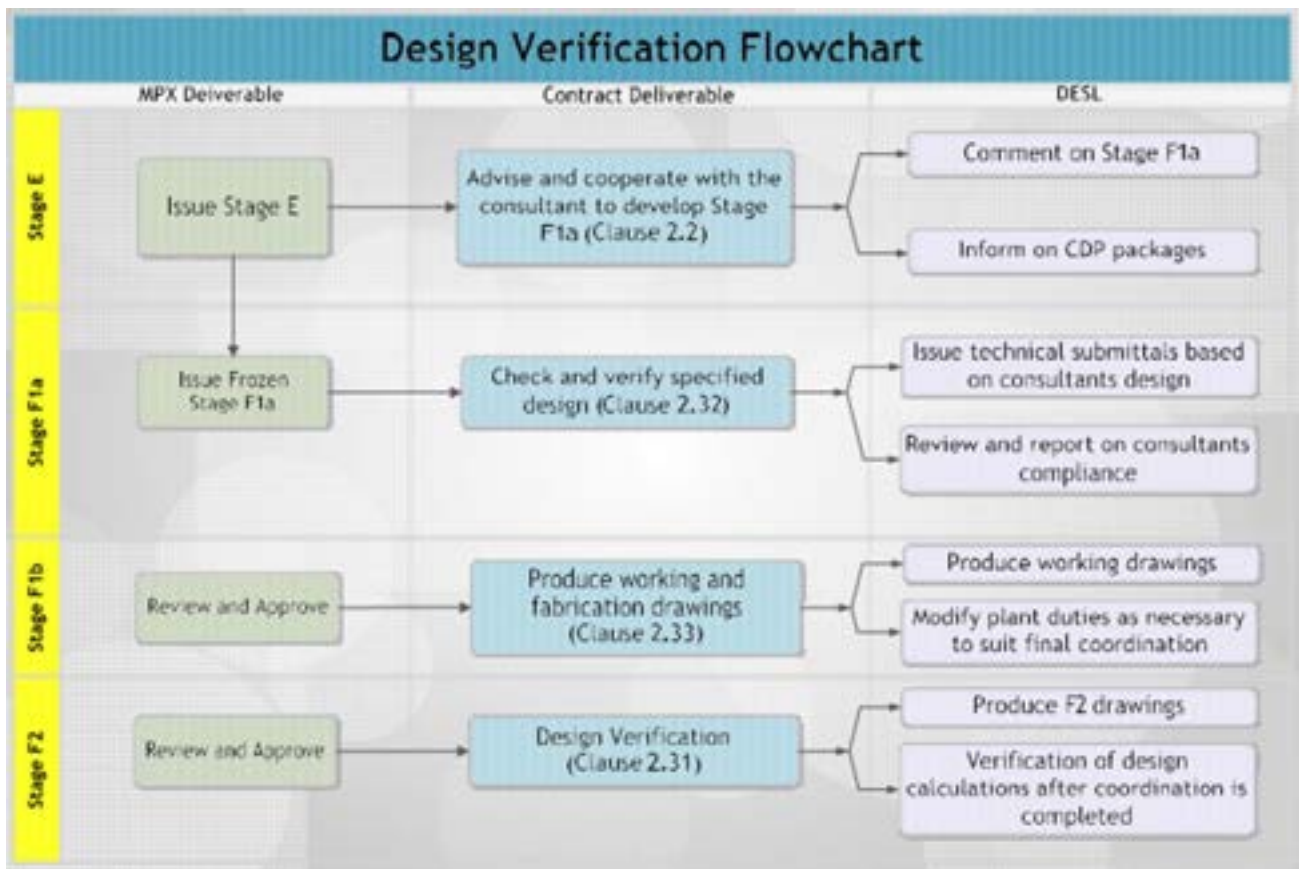 Design Verification Flowchart
MPX Deiverable
Contract Deliverable
DESL
Stage E
Issue Stage E
Advise and cooperate with the
consultant to develop Stage
F1a (Clause 2.2)
Comment on Stage F1a
Inform on CDP packages
Stage F1a
Issue Frozen
Stage F1a
Check and verify specified
design (Clause 2.32)
Issue technical submittals based
on consultants design
Review and report on consultants
compliance
Stage F1b
Review and Approve
Produce working and
fabrication drawings
(Clause 2.33)
Produce working drawings
Modify plant duties as necessary
to suit final coordination
Stage F2
Review and Approve
Design Verification
(Clause 2.31)
Produce F2 drawings
Verification of design
calculations after coordination is
completed